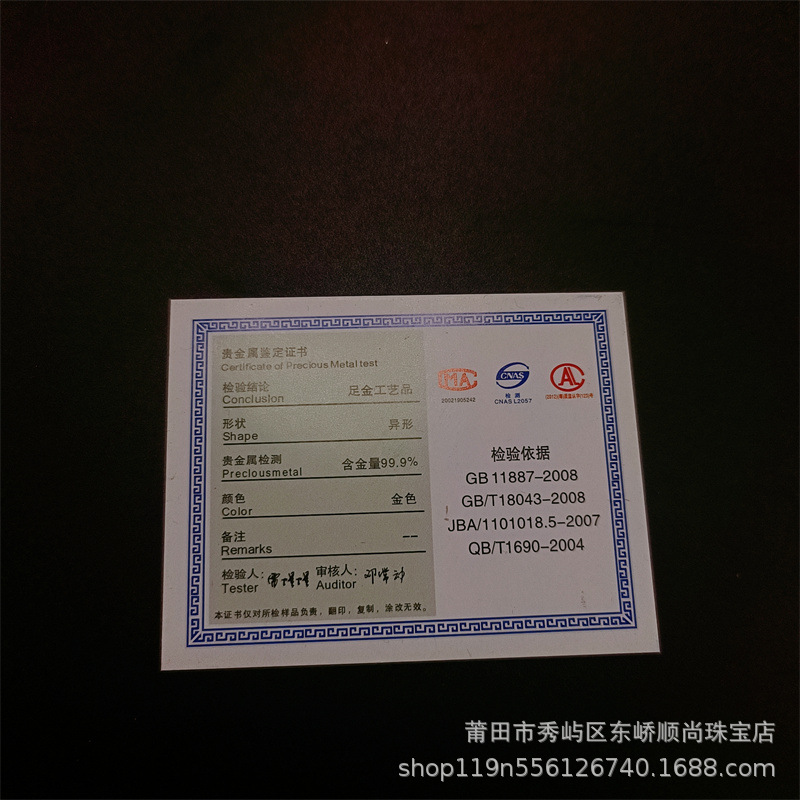 贵金属鉴定证书
Certificate of Precious Metal test
检验结论 足金工艺品
Conclusion
形状 异形
Shape
贵金属检测 含金量99.9%
Preciousmetal
颜色 金色
Color
备注 --
Remarks
检验人: 审核人:
Tester Auditor
本证书仅对所检样品负责,翻印,复制,涂改无效。
MA
CNAS
检测
CNAS L2057
AL
检验依据
GB 11887-2008
GB/T18043-2008
JBA/1101018.5-2007
QB/T1690-2004
莆田市秀屿区东峤顺尚珠宝店
shop119n556126740.1688.com